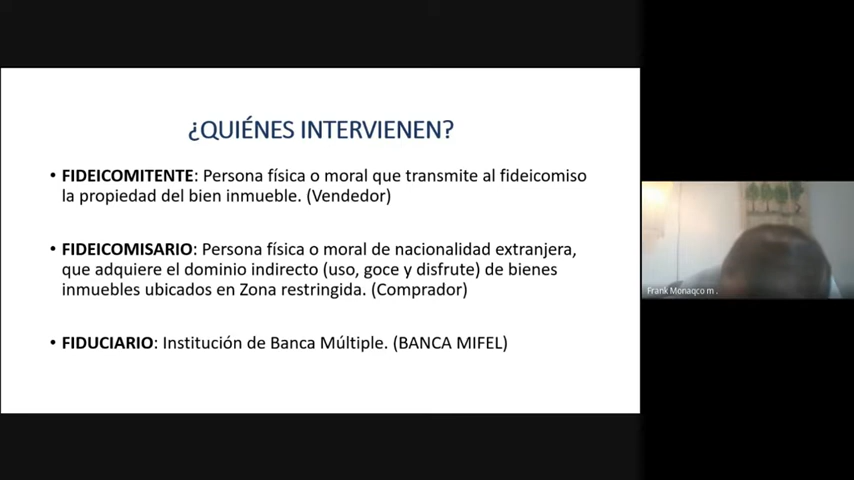 ¿QUIÉNES INTERVIENEN?
• FIDEICOMITENTE: Persona física o moral que transmite al fideicomiso
la propiedad del bien inmueble. (Vendedor)
• FIDEICOMISARIO: Persona física o moral de nacionalidad extranjera,
que adquiere el dominio indirecto (uso, goce y disfrute) de bienes
inmuebles ubicados en Zona restringida. (Comprador)
• FIDUCIARIO: Institución de Banca Múltiple. (BANCA MIFEL)
Frank Monaqco m .